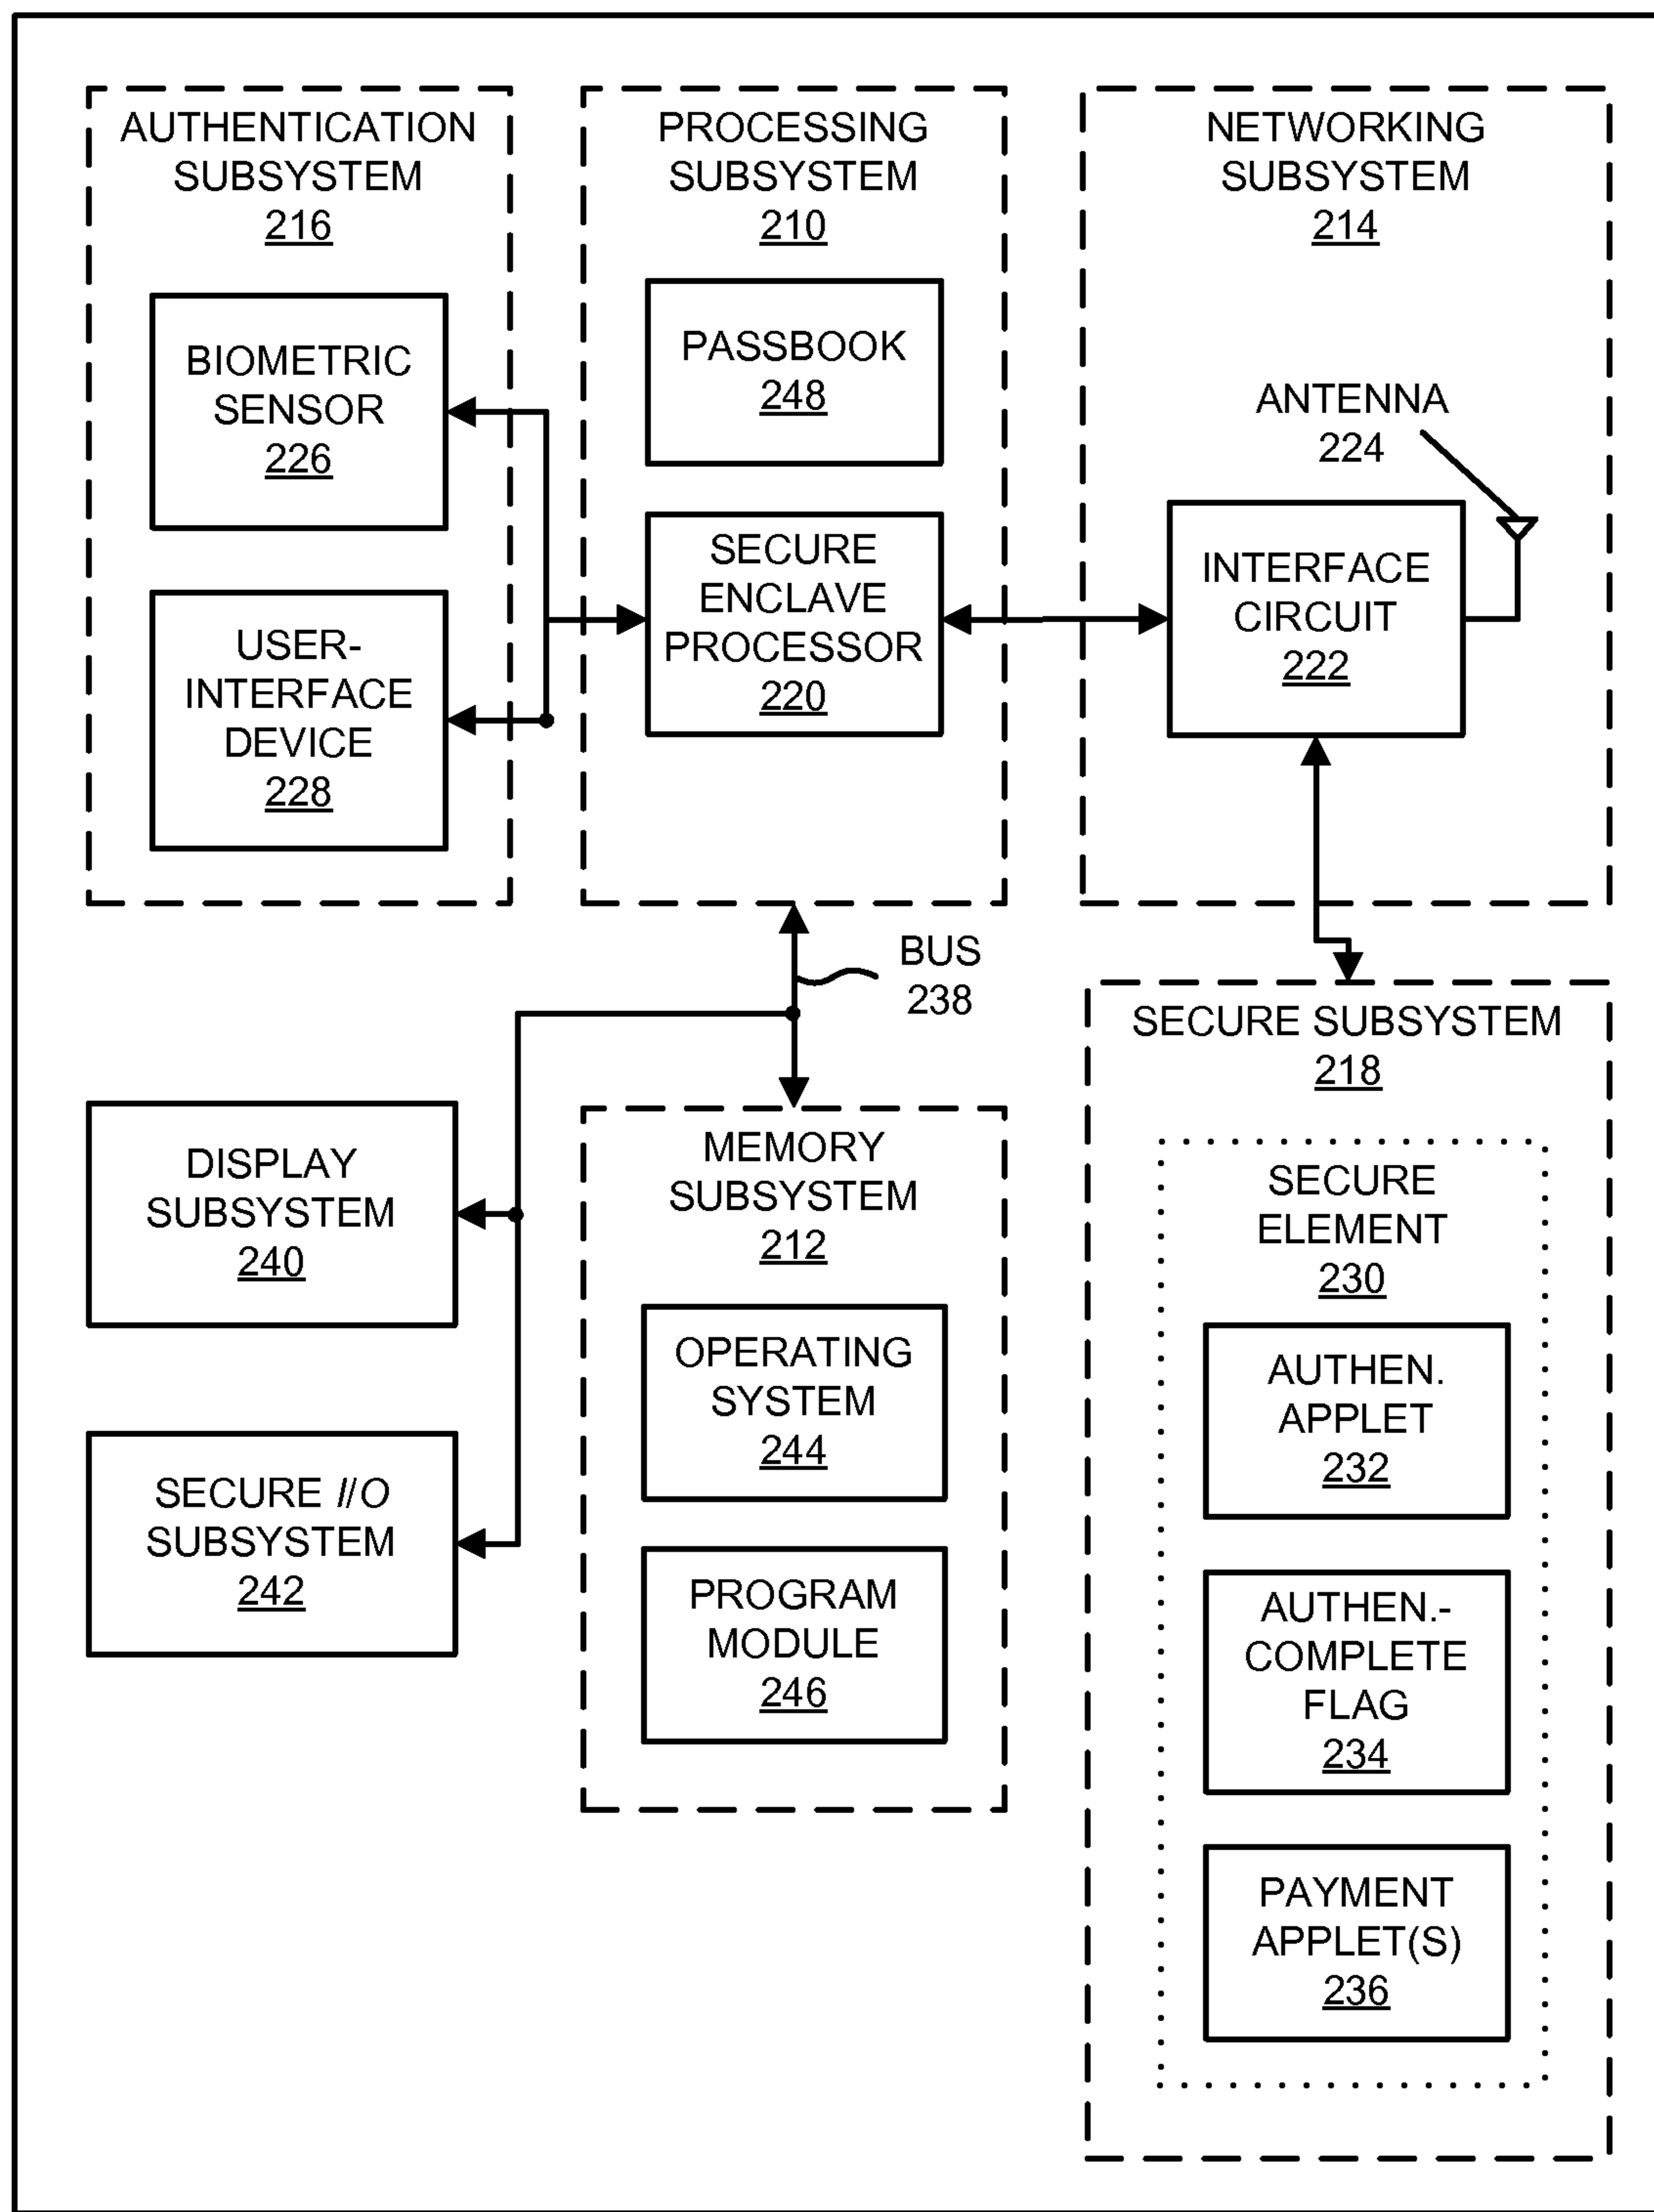 AUTHENTICATION
SUBSYSTEM
216
BIOMETRIC
SENSOR
226
USER-
INTERFACE
DEVICE
228
PROCESSING
SUBSYSTEM
210
PASSBOOK
248
SECURE
ENCLAVE
PROCESSOR
220
NETWORKING
SUBSYSTEM
214
ANTENNA
224
INTERFACE
CIRCUIT
222
BUS
238
DISPLAY
SUBSYSTEM
240
SECURE I/O
SUBSYSTEM
242
MEMORY
SUBSYSTEM
212
OPERATING
SYSTEM
244
PROGRAM
MODULE
246
SECURE SUBSYSTEM
218
SECURE
ELEMENT
230
AUTHEN.
APPLET
232
AUTHEN.-
COMPLETE
FLAG
234
PAYMENT
APPLET(S)
236